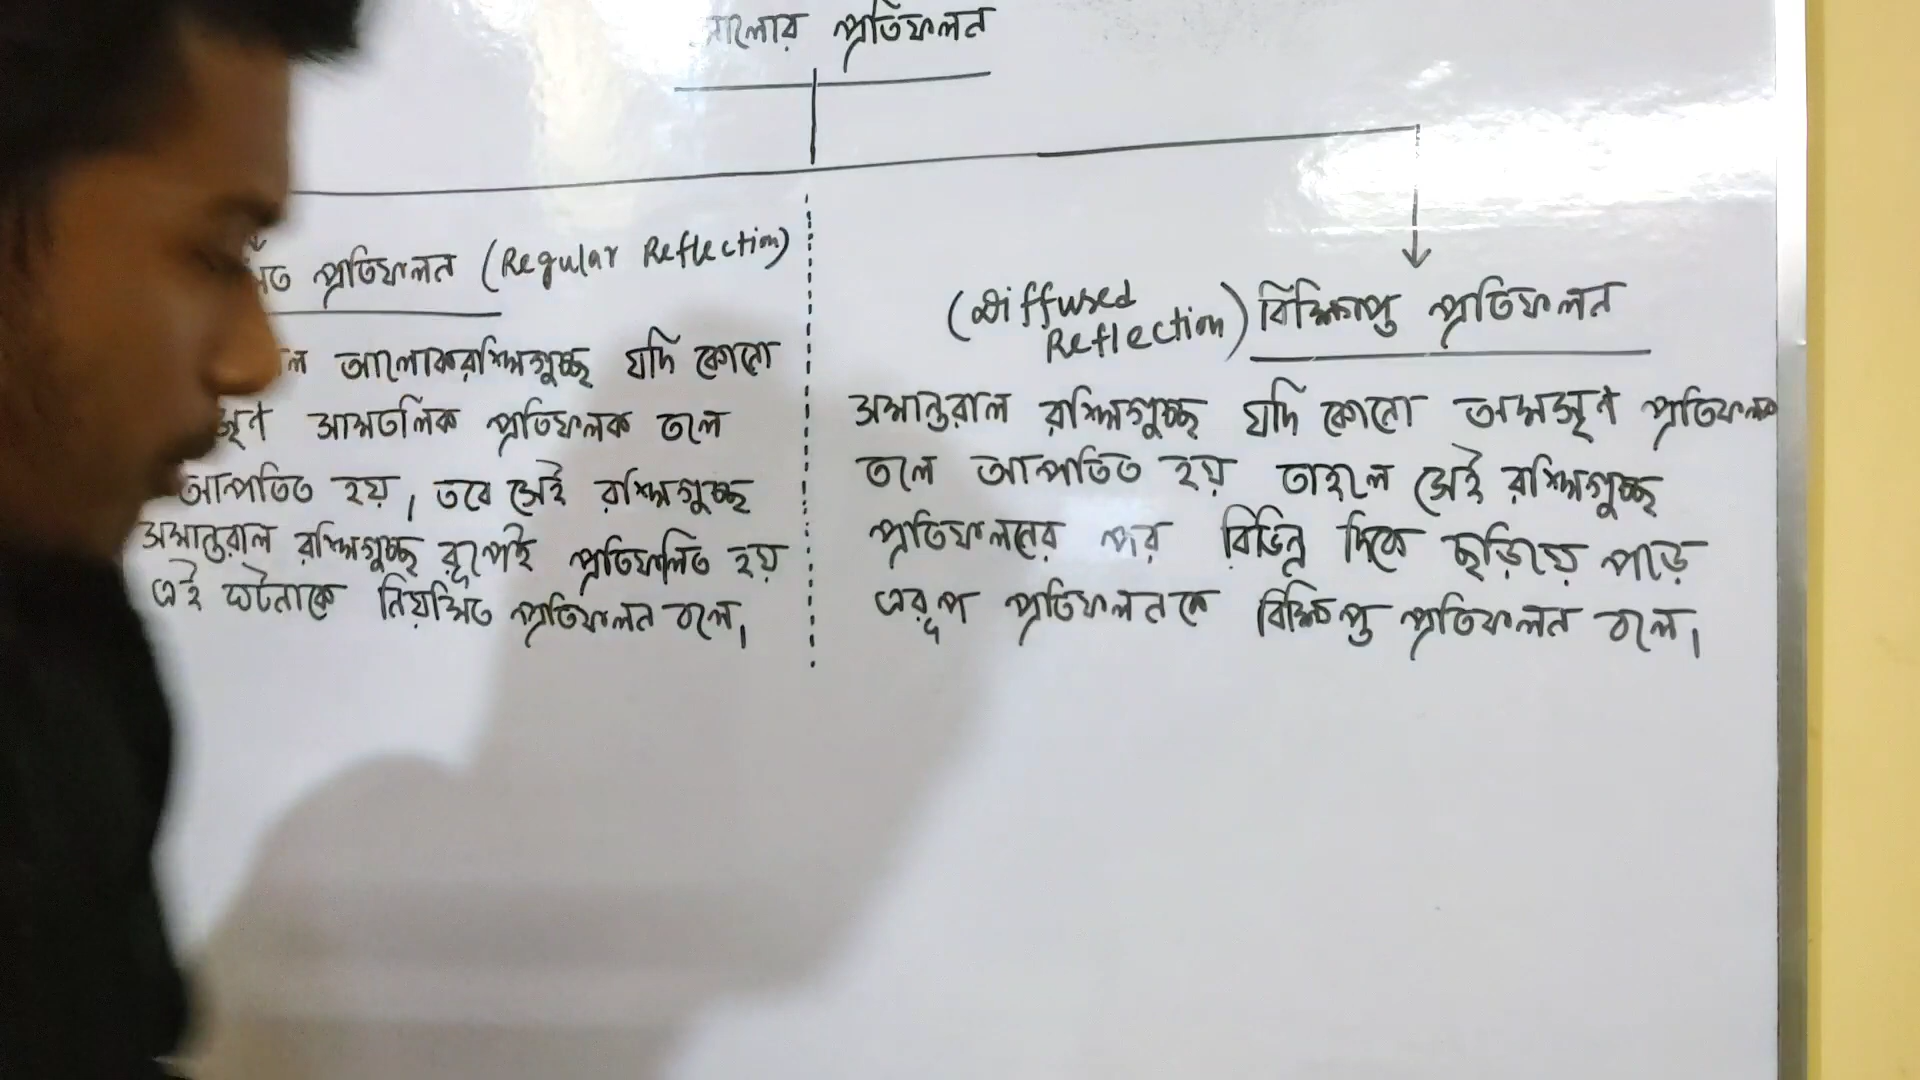 আলোর প্রতিফলন
প্রতিফলন (Regular Reflection)
আলোকরশ্মিগুচ্ছ যদি কোনো
সামতলিক প্রতিফলক তলে
আপতিত হয়, তবে সেই রশ্মিগুচ্ছ
সমান্তরাল রশ্মিগুচ্ছ রূপেই প্রতিফলিত হয়
এই ঘটনাকে নিয়মিত প্রতিফলন বলে।
(Diffused Reflection) বিক্ষিপ্ত প্রতিফলন
সমান্তরাল রশ্মিগুচ্ছ যদি কোনো অমসৃণ প্রতিফলক
তলে আপতিত হয় তাহলে সেই রশ্মিগুচ্ছ
প্রতিফলনের পর বিভিন্ন দিকে ছড়িয়ে পড়ে
এরূপ প্রতিফলনকে বিক্ষিপ্ত প্রতিফলন বলে।